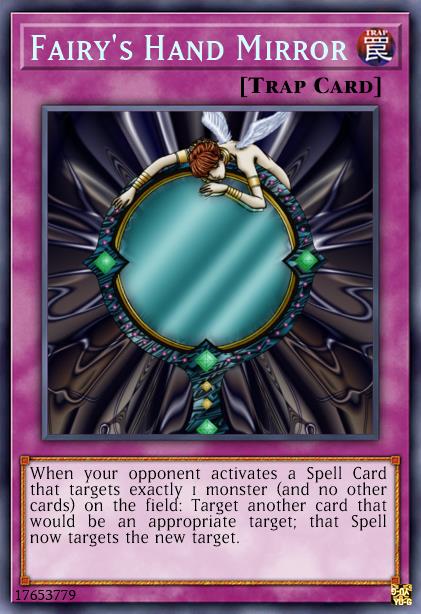 Fairy's Hand Mirror
TRAP
罠
[Trap Card]
When your opponent activates a Spell Card
that targets exactly 1 monster (and no other
cards) on the field: Target another card that
would be an appropriate target; that Spell
now targets the new target.
17653779